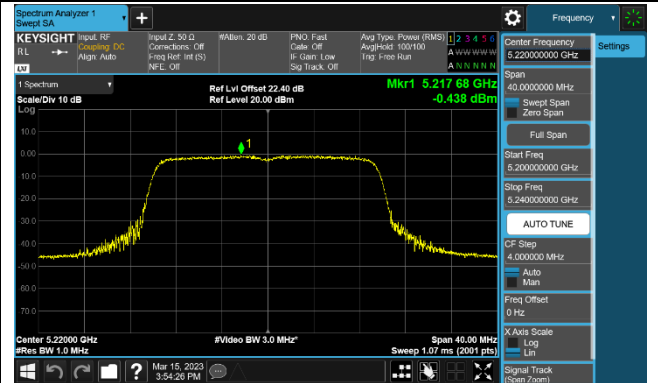 Spectrum Analyzer 1
Swept SA
+
Frequency
KEYSIGHT
RL
LXI
Input: RF
Coupling: DC
Align: Auto
Input Z: 50 Ω
Corrections: Off
Freq Ref: Int (S)
NFE: Off
#Atten: 20 dB
PNO: Fast
Gate: Off
IF Gain: Low
Sig Track: Off
Avg Type: Power (RMS)
Avg|Hold: 100/100
Trig: Free Run
1 2 3 4 5 6
A W W W W W
A N N N N N
Center Frequency
5.220000000 GHz
Settings
1 Spectrum
Scale/Div 10 dB
Log
Ref Lvl Offset 22.40 dB
Ref Level 20.00 dBm
Mkr1 5.217 68 GHz
-0.438 dBm
Span
40.0000000 MHz
Swept Span
Zero Span
Full Span
Start Freq
5.200000000 GHz
Stop Freq
5.240000000 GHz
AUTO TUNE
CF Step
4.000000 MHz
Auto
Man
Freq Offset
0 Hz
X Axis Scale
Log
Lin
Signal Track
(Span Zoom)
10.0
1
0.00
-10.0
-20.0
-30.0
-40.0
-50.0
-60.0
-70.0
Center 5.22000 GHz
#Res BW 1.0 MHz
#Video BW 3.0 MHz*
Span 40.00 MHz
Sweep 1.07 ms (2001 pts)
?
Mar 15, 2023
3:54:26 PM